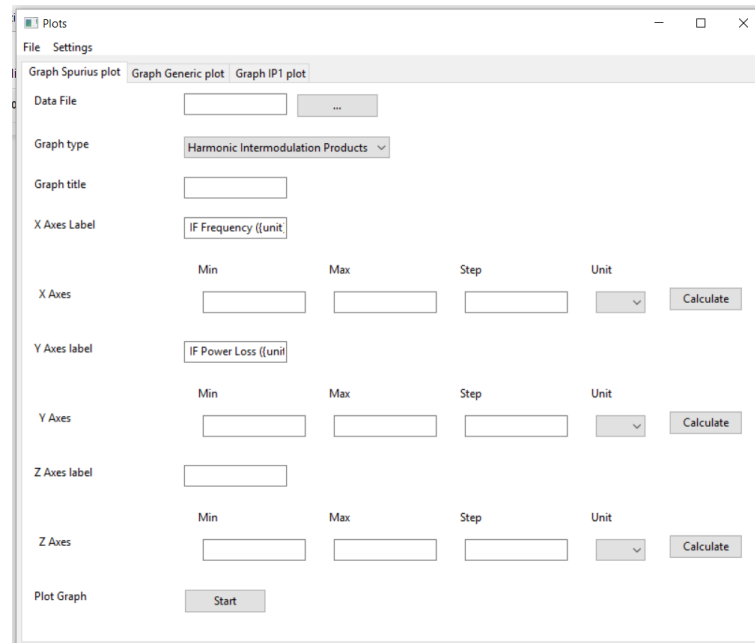 Plots
File Settings
Graph Spurius plot Graph Generic plot Graph IP1 plot
Data File ...
Graph type Harmonic Intermodulation Products
Graph title
X Axes Label IF Frequency ({unit
Min Max Step Unit
X Axes Calculate
Y Axes label IF Power Loss ({unit
Min Max Step Unit
Y Axes Calculate
Z Axes label
Min Max Step Unit
Z Axes Calculate
Plot Graph Start